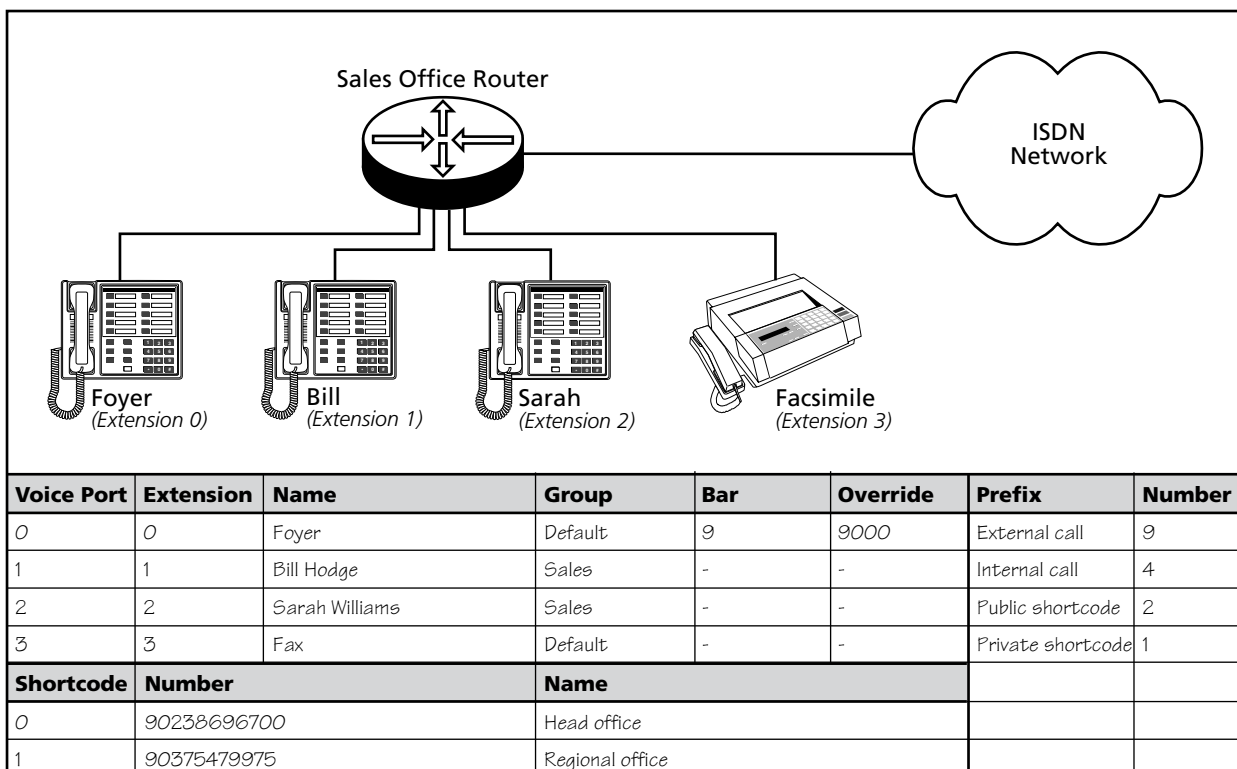 Sales Office Router
ISDN
Network
Foyer
(Extension 0)
Bill
(Extension 1)
Sarah
(Extension 2)
Facsimile
(Extension 3)
Voice Port Extension Name Group Bar Override Prefix Number
0 0 Foyer Default 9 9000 External call 9
1 1 Bill Hodge Sales - - Internal call 4
2 2 Sarah Williams Sales - - Public shortcode 2
3 3 Fax Default - - Private shortcode 1
Shortcode Number Name
0 90238696700 Head office
1 90375479975 Regional office